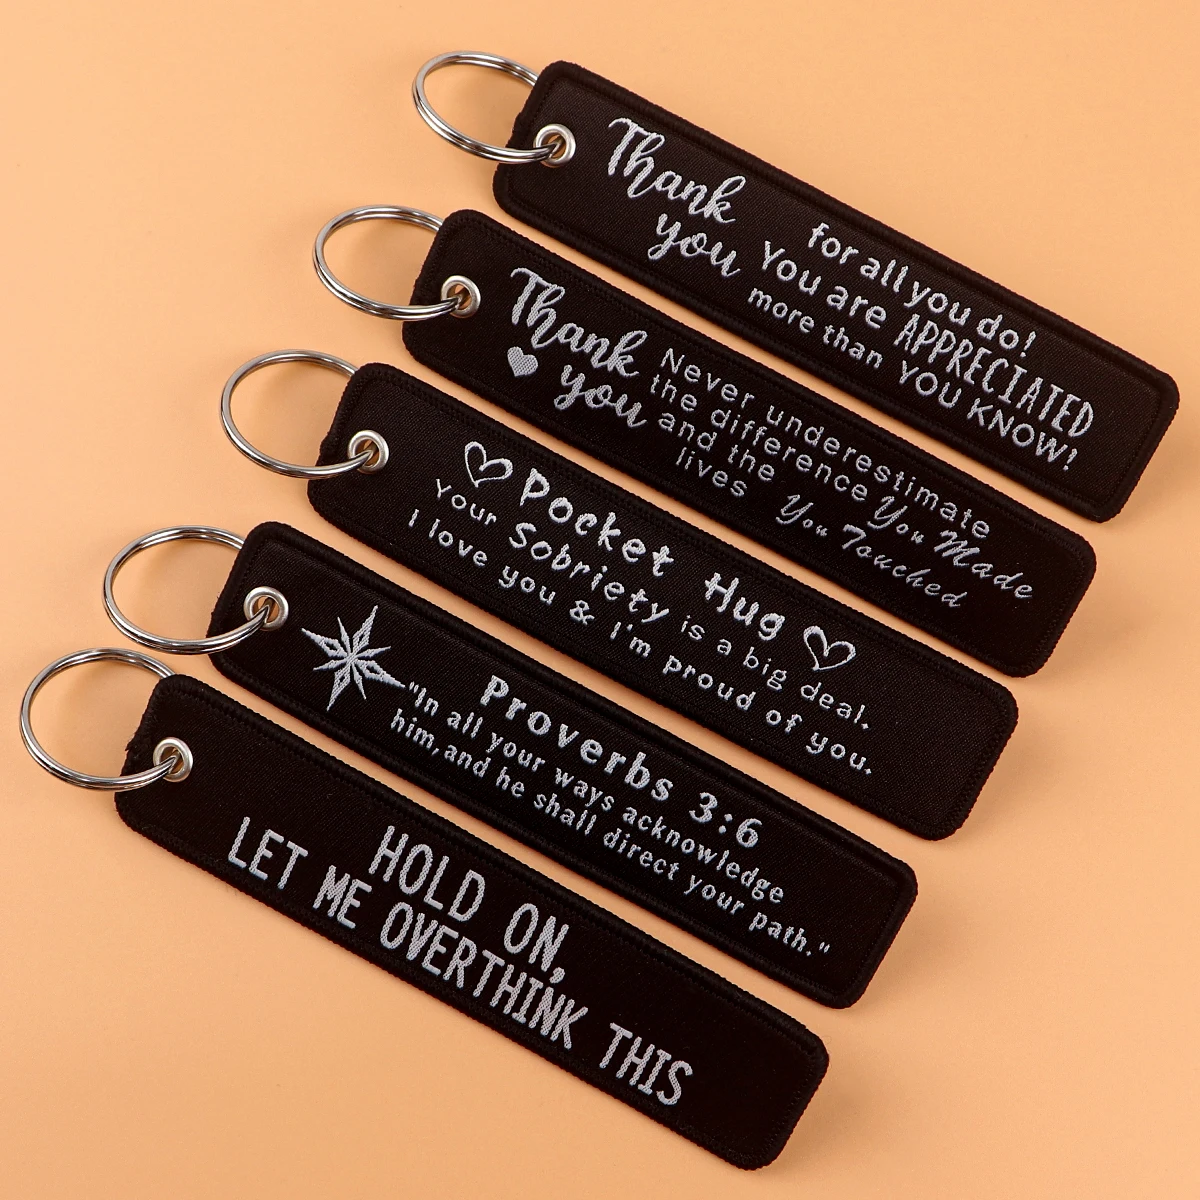 Thank
you
for all you do!
You are APPRECIATED
more than YOU KNOW!
Thank
you
Never underestimate
the difference You Made
and the
lives You Touched
Pocket Hug
Your Sobriety is a big deal.
I love you & I'm proud of you.
Proverbs 3:6
"In all your ways acknowledge
him, and he shall direct your path."
HOLD ON,
LET ME OVERTHINK THIS